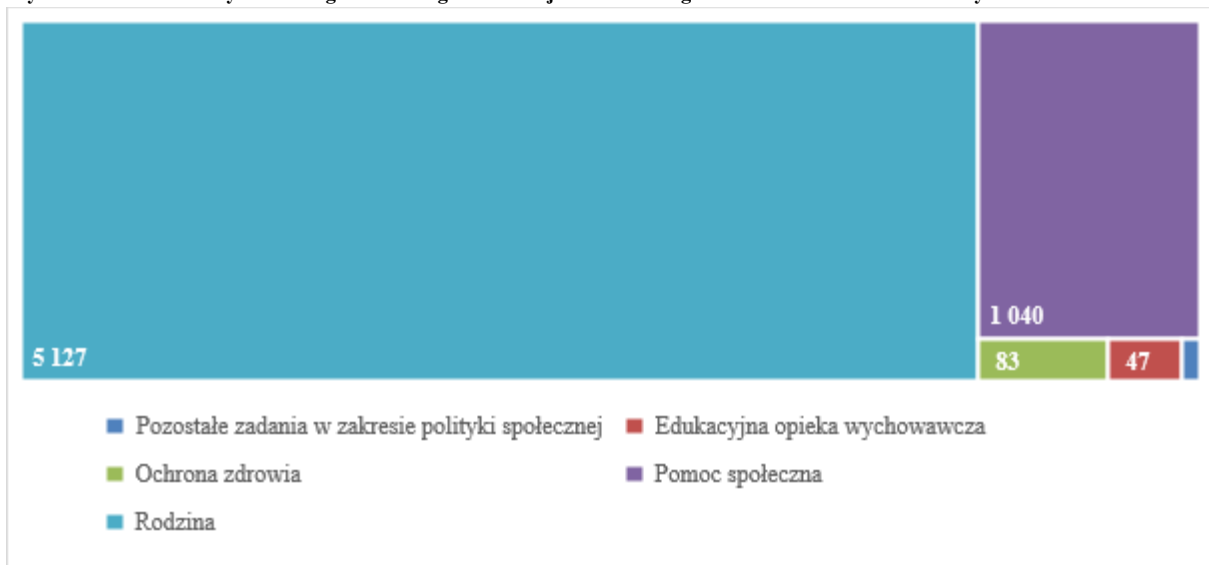 5 127
1 040
83
47
Pozostałe zadania w zakresie polityki społecznej
Edukacyjna opieka wychowawcza
Ochrona zdrowia
Pomoc społeczna
Rodzina